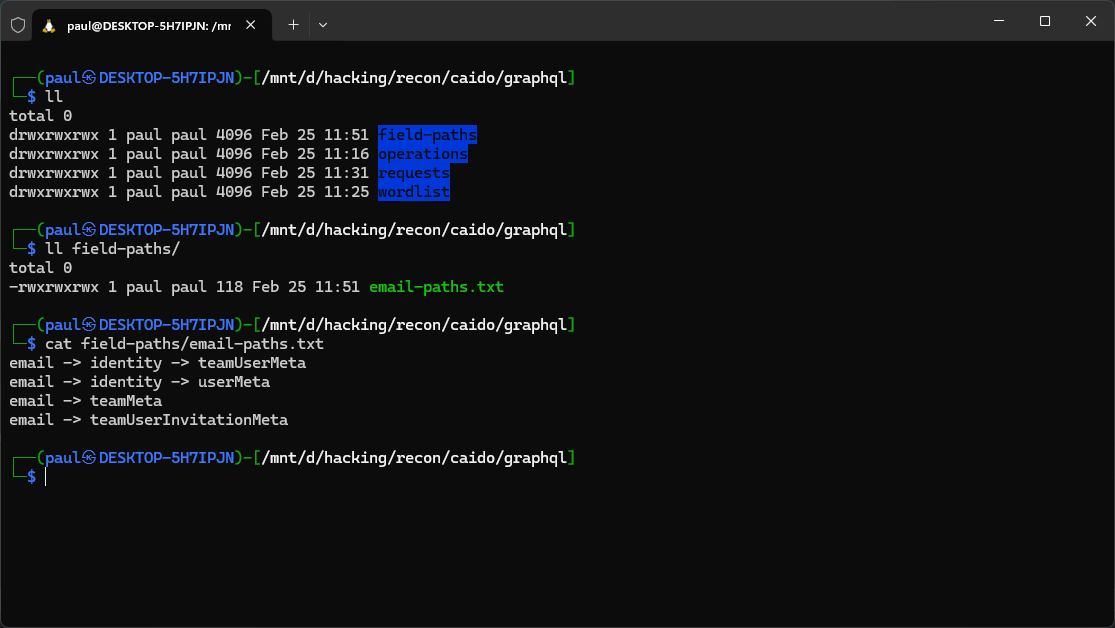 paul@DESKTOP-5H7IPJN: /mr
┌──(paul㉿DESKTOP-5H7IPJN)-[/mnt/d/hacking/recon/caido/graphql]
└─$ ll
total 0
drwxrwxrwx 1 paul paul 4096 Feb 25 11:51 field-paths
drwxrwxrwx 1 paul paul 4096 Feb 25 11:16 operations
drwxrwxrwx 1 paul paul 4096 Feb 25 11:31 requests
drwxrwxrwx 1 paul paul 4096 Feb 25 11:25 wordlist
┌──(paul㉿DESKTOP-5H7IPJN)-[/mnt/d/hacking/recon/caido/graphql]
└─$ ll field-paths/
total 0
-rwxrwxrwx 1 paul paul 118 Feb 25 11:51 email-paths.txt
┌──(paul㉿DESKTOP-5H7IPJN)-[/mnt/d/hacking/recon/caido/graphql]
└─$ cat field-paths/email-paths.txt
email -> identity -> teamUserMeta
email -> identity -> userMeta
email -> teamMeta
email -> teamUserInvitationMeta
┌──(paul㉿DESKTOP-5H7IPJN)-[/mnt/d/hacking/recon/caido/graphql]
└─$